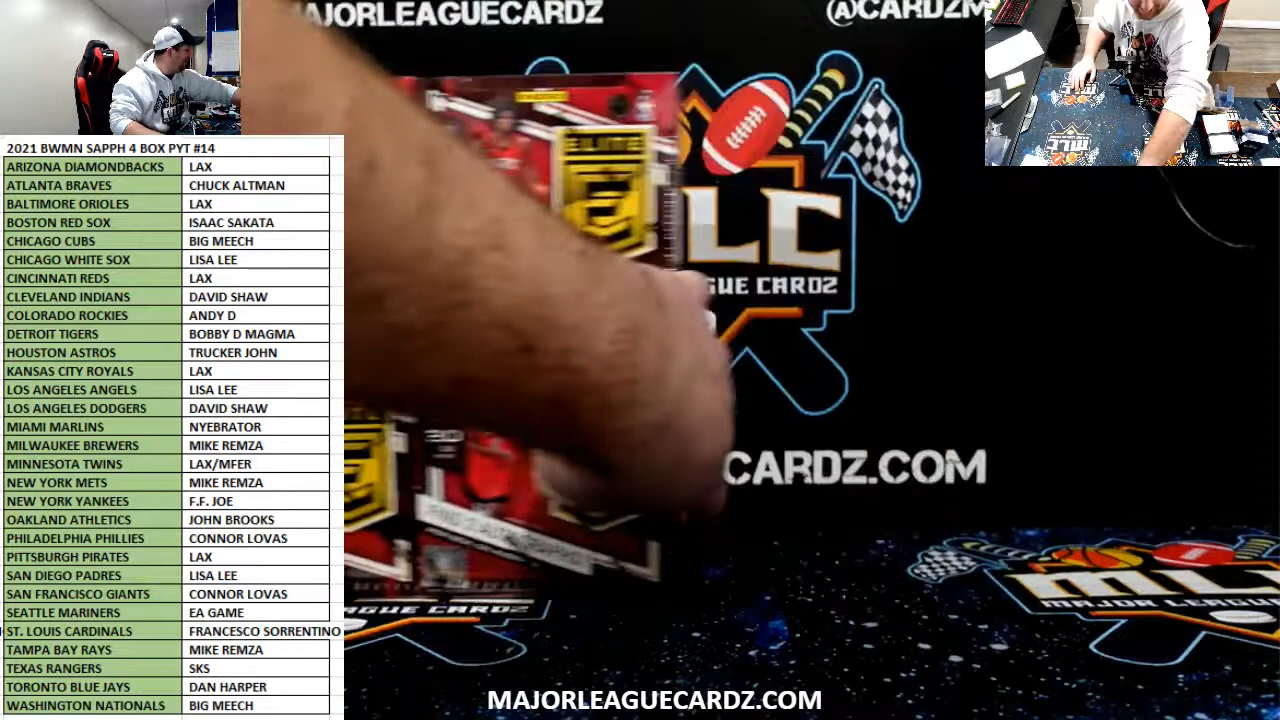 MAJORLEAGUECARDZ
@CARDZM
2021 BWMN SAPPH 4 BOX PYT #14
ARIZONA DIAMONDBACKS LAX
ATLANTA BRAVES CHUCK ALTMAN
BALTIMORE ORIOLES LAX
BOSTON RED SOX ISAAC SAKATA
CHICAGO CUBS BIG MEECH
CHICAGO WHITE SOX LISA LEE
CINCINNATI REDS LAX
CLEVELAND INDIANS DAVID SHAW
COLORADO ROCKIES ANDY D
DETROIT TIGERS BOBBY D MAGMA
HOUSTON ASTROS TRUCKER JOHN
KANSAS CITY ROYALS LAX
LOS ANGELES ANGELS LISA LEE
LOS ANGELES DODGERS DAVID SHAW
MIAMI MARLINS NYEBRATOR
MILWAUKEE BREWERS MIKE REMZA
MINNESOTA TWINS LAX/MFER
NEW YORK METS MIKE REMZA
NEW YORK YANKEES F.F. JOE
OAKLAND ATHLETICS JOHN BROOKS
PHILADELPHIA PHILLIES CONNOR LOVAS
PITTSBURGH PIRATES LAX
SAN DIEGO PADRES LISA LEE
SAN FRANCISCO GIANTS CONNOR LOVAS
SEATTLE MARINERS EA GAME
ST. LOUIS CARDINALS FRANCESCO SORRENTINO
TAMPA BAY RAYS MIKE REMZA
TEXAS RANGERS SKS
TORONTO BLUE JAYS DAN HARPER
WASHINGTON NATIONALS BIG MEECH
ELITE
LC
GUE CARDZ
CARDZ.COM
AGUE CARDZ
MLC
MAJOR LEAGU
MAJORLEAGUECARDZ.COM